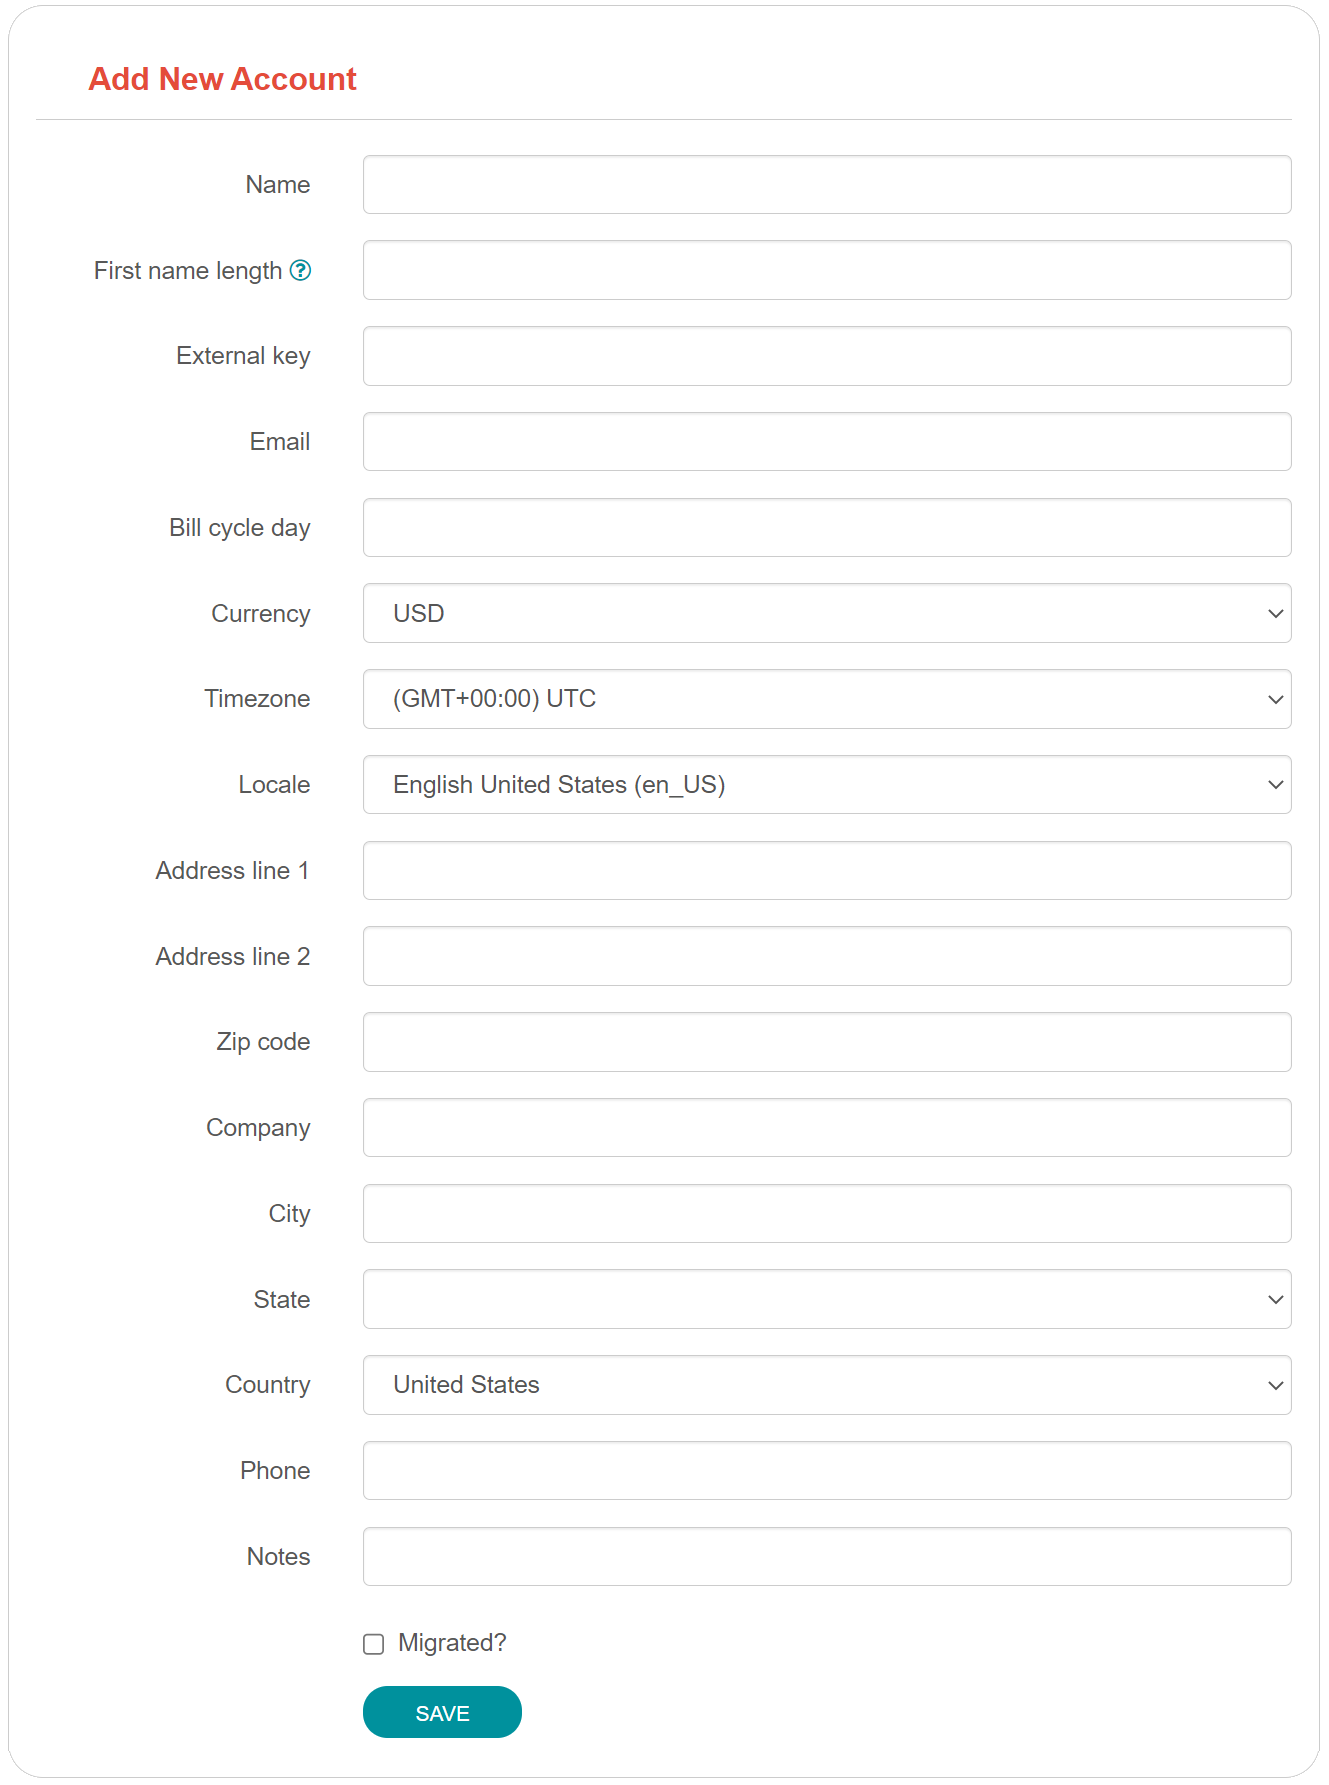 Add New Account
Name
First name length ?
External key
Email
Bill cycle day
Currency USD
Timezone (GMT+00:00) UTC
Locale English United States (en_US)
Address line 1
Address line 2
Zip code
Company
City
State
Country United States
Phone
Notes
Migrated?
SAVE